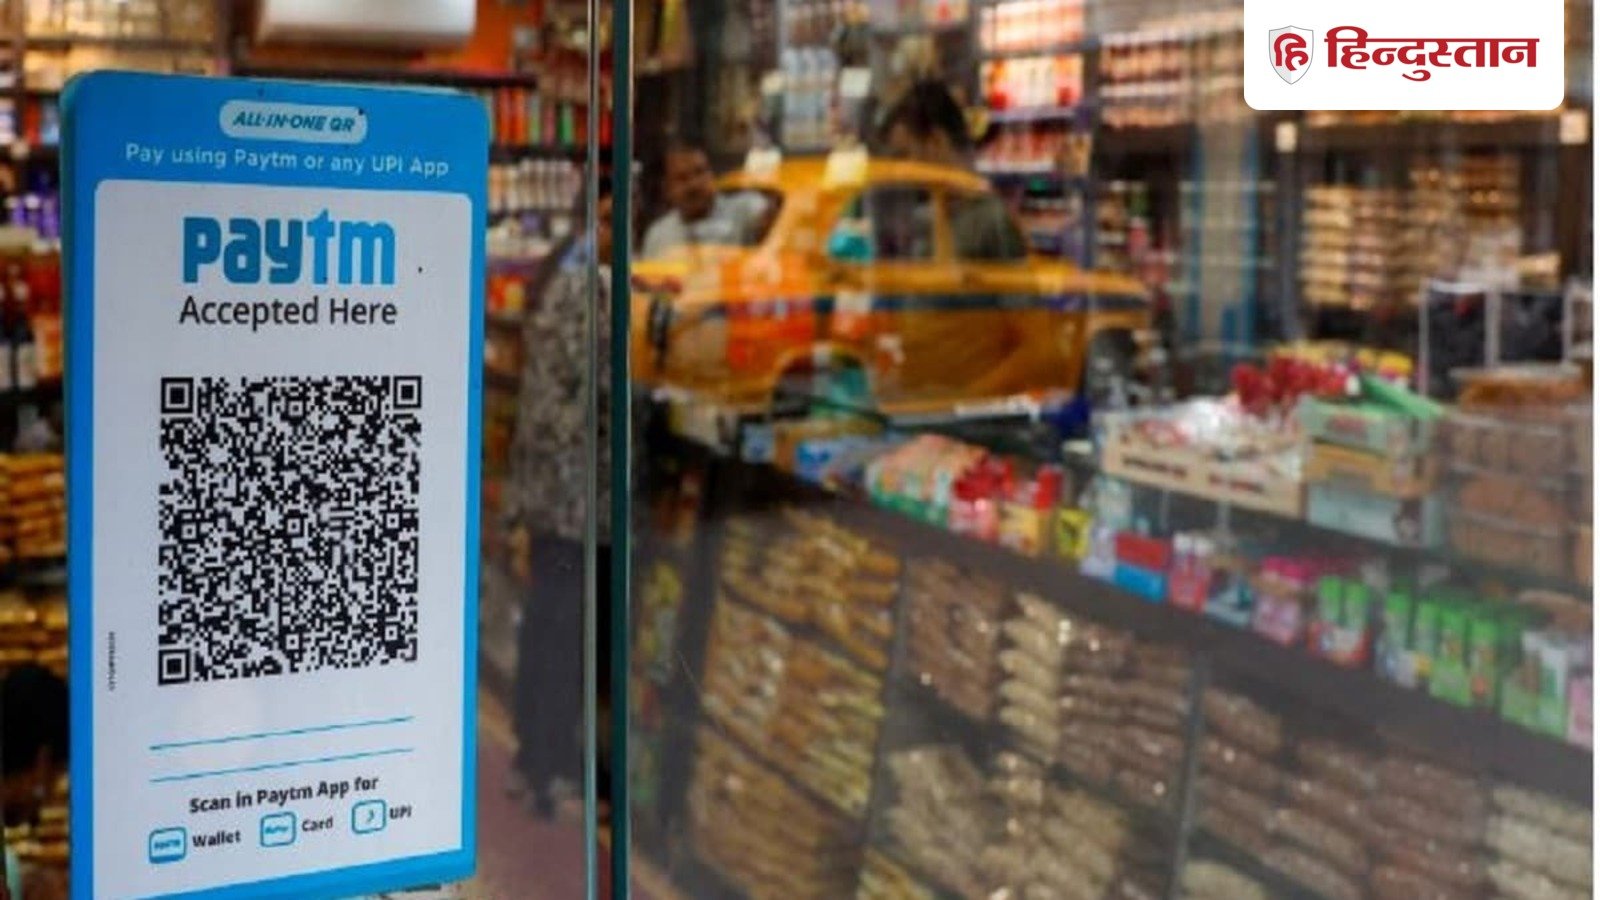 हिन्दुस्तान
ALL-IN-ONE QR
Pay using Paytm or any UPI App
paytm
Accepted Here
Scan in Paytm App for
Wallet Card UPI